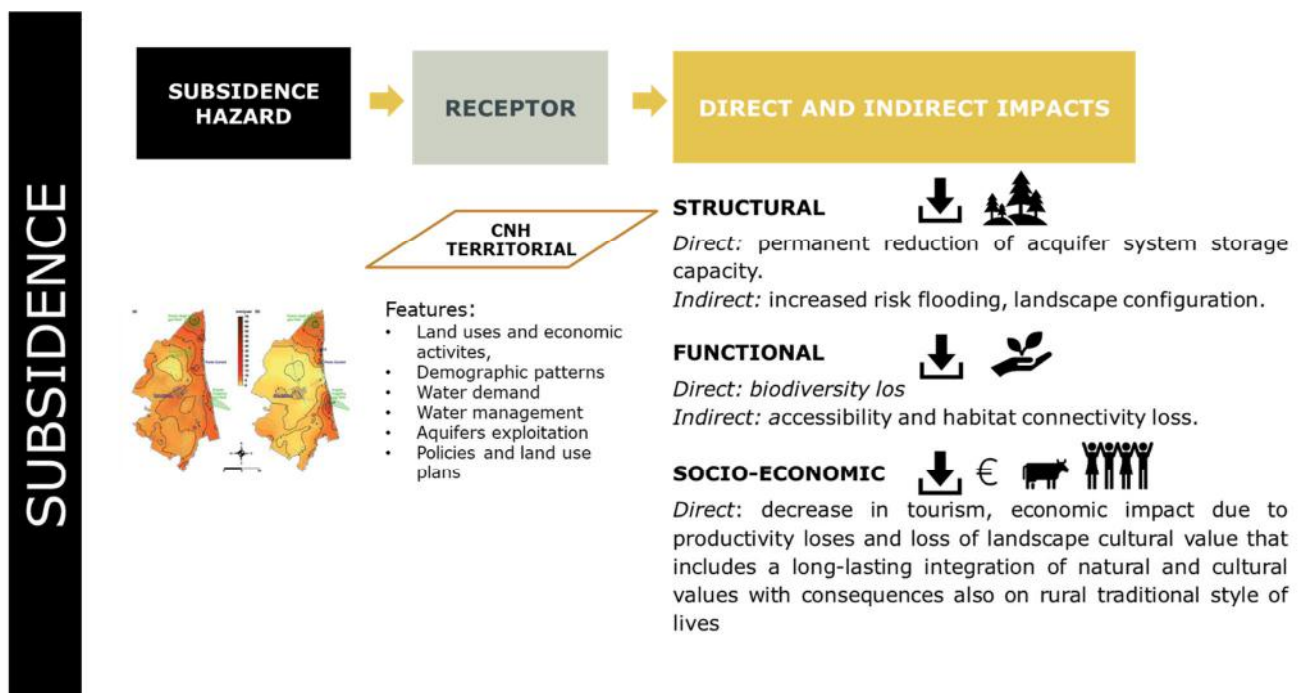 SUBSIDENCE
SUBSIDENCE
HAZARD
RECEPTOR
DIRECT AND INDIRECT IMPACTS
CNH
TERRITORIAL
Features:
• Land uses and economic
activites,
• Demographic patterns
• Water demand
• Water management
• Aquifers exploitation
• Policies and land use
plans
STRUCTURAL
Direct: permanent reduction of acquifer system storage
capacity.
Indirect: increased risk flooding, landscape configuration.
FUNCTIONAL
Direct: biodiversity los
Indirect: accessibility and habitat connectivity loss.
SOCIO-ECONOMIC €
Direct: decrease in tourism, economic impact due to
productivity loses and loss of landscape cultural value that
includes a long-lasting integration of natural and cultural
values with consequences also on rural traditional style of
lives